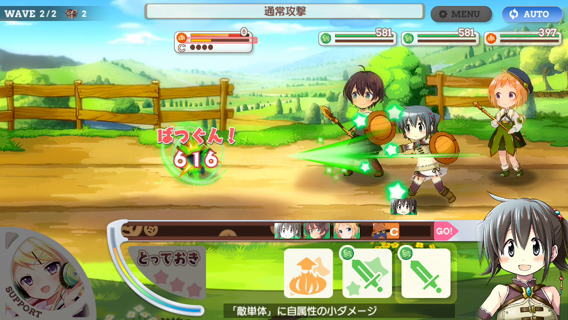 WAVE 2/2 2
通常攻撃
MENU
AUTO
0
C
581
581
397
ばつぐん!
616
C
GO!
SUPPORT
とっておき
「敵単体」に自属性の小ダメージ